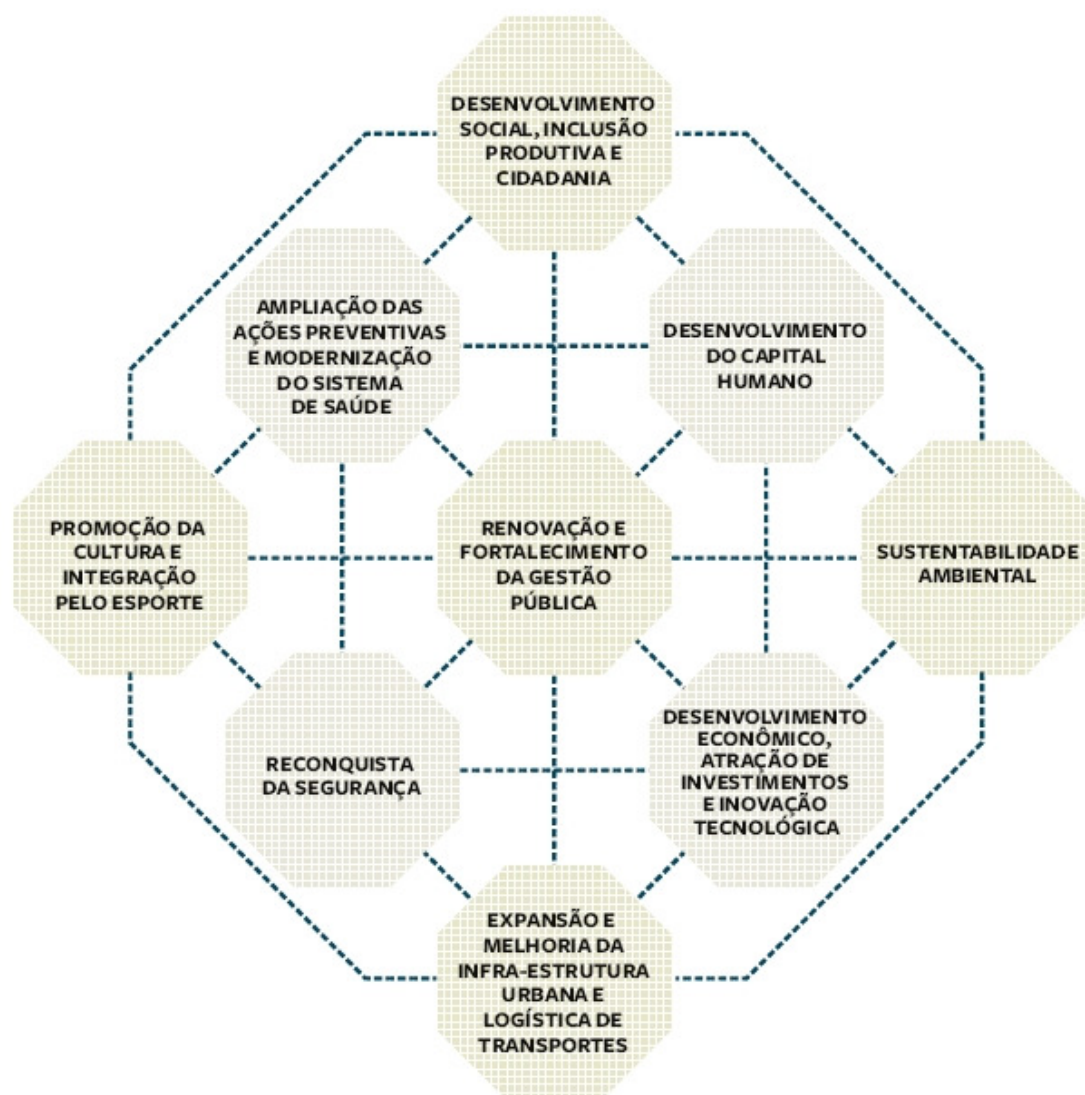 DESENVOLVIMENTO
SOCIAL, INCLUSÃO
PRODUTIVA E
CIDADANIA
AMPLIAÇÃO DAS
AÇÕES PREVENTIVAS
E MODERNIZAÇÃO
DO SISTEMA
DE SAÚDE
DESENVOLVIMENTO
DO CAPITAL
HUMANO
PROMOÇÃO DA
CULTURA E
INTEGRAÇÃO
PELO ESPORTE
RENOVAÇÃO E
FORTALECIMENTO
DA GESTÃO
PÚBLICA
SUSTENTABILIDADE
AMBIENTAL
RECONQUISTA
DA SEGURANÇA
DESENVOLVIMENTO
ECONÔMICO,
ATRAÇÃO DE
INVESTIMENTOS
E INOVAÇÃO
TECNOLÓGICA
EXPANSÃO E
MELHORIA DA
INFRA-ESTRUTURA
URBANA E
LOGÍSTICA DE
TRANSPORTES